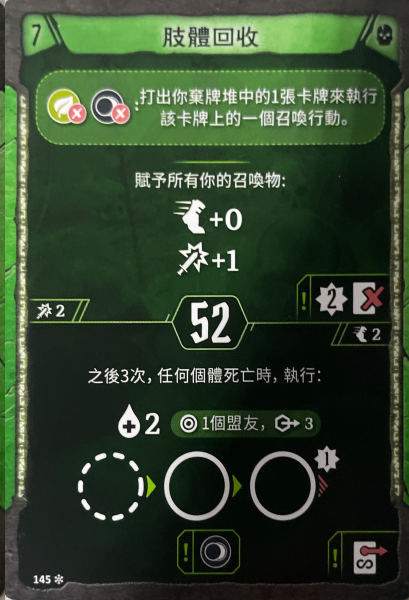 7 肢體回收
:打出你棄牌堆中的1張卡牌來執行
該卡牌上的一個召喚行動。
賦予所有你的召喚物:
+0
+1
! 2
2
52
2
之後3次, 任何個體死亡時, 執行:
2 1個盟友, 3
1
!
!
145